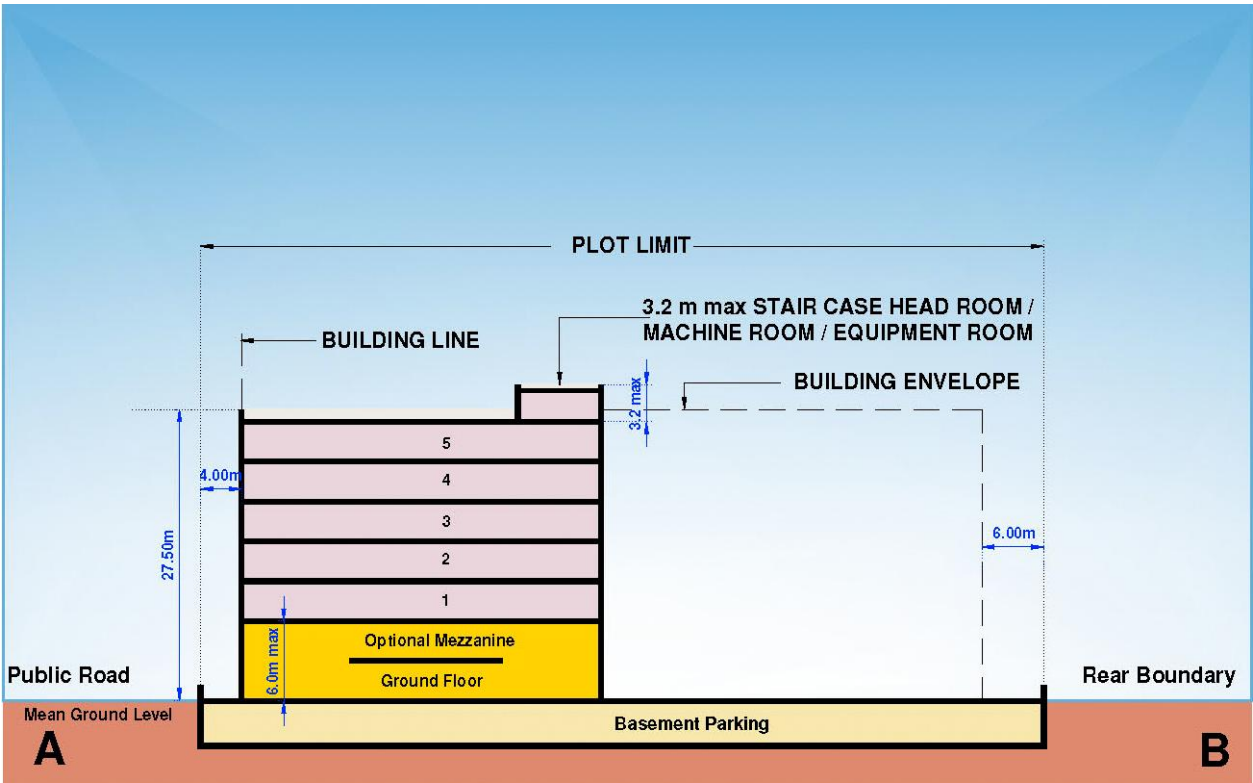 PLOT LIMIT
3.2 m max STAIR CASE HEAD ROOM /
MACHINE ROOM / EQUIPMENT ROOM
BUILDING LINE
BUILDING ENVELOPE
3.2 max
5
4.00m
4
3
27.50m
6.00m
2
1
6.0m max
Optional Mezzanine
Ground Floor
Public Road
Rear Boundary
Mean Ground Level
Basement Parking
A
B